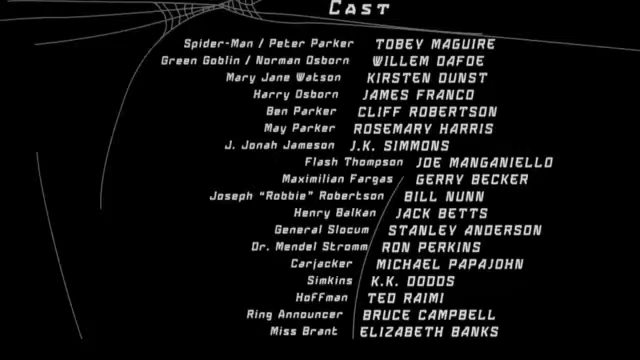 Cast
Spider-Man / Peter Parker TOBEY MAGUIRE
Green Goblin / Norman Osborn WILLEM DAFOE
Mary Jane Watson KIRSTEN DUNST
Harry Osborn JAMES FRANCO
Ben Parker CLIFF ROBERTSON
May Parker ROSEMARY HARRIS
J. Jonah Jameson J.K. SIMMONS
Flash Thompson JOE MANGANIELLO
Maximilian Fargas GERRY BECKER
Joseph "Robbie" Robertson BILL NUNN
Henry Balkan JACK BETTS
General Slocum STANLEY ANDERSON
Dr. Mendel Stromm RON PERKINS
Carjacker MICHAEL PAPAJOHN
Simkins K.K. DODDS
Hoffman TED RAIMI
Ring Announcer BRUCE CAMPBELL
Miss Brant ELIZABETH BANKS